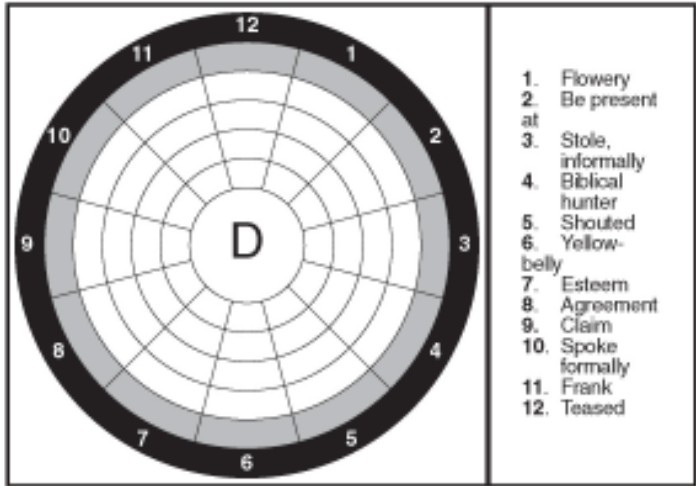 12
11
1
10
2
9
D
3
8
4
7
5
6
1. Flowery
2. Be present
at
3. Stole,
informally
4. Biblical
hunter
5. Shouted
6. Yellow-
belly
7. Esteem
8. Agreement
9. Claim
10. Spoke
formally
11. Frank
12. Teased